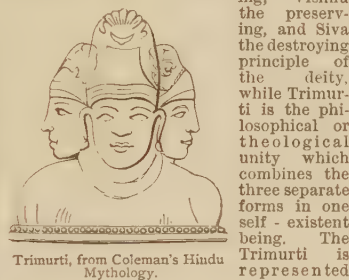 ing, Vishnu
the preserv-
ing, and Siva
the destroying
principle of
the deity,
while Trimur-
ti is the phi-
losophical or
theological
unity which
combines the
three separate
forms in one
self-existent
being. The
Trimurti is
represented
Trimurti, from Coleman's Hindu
Mythology.